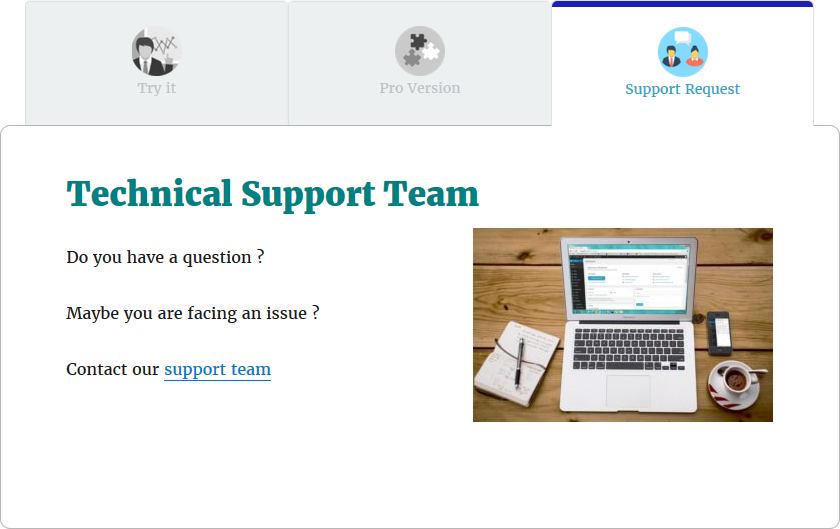 Try it
Pro Version
Support Request
Technical Support Team
Do you have a question ?
Maybe you are facing an issue ?
Contact our support team